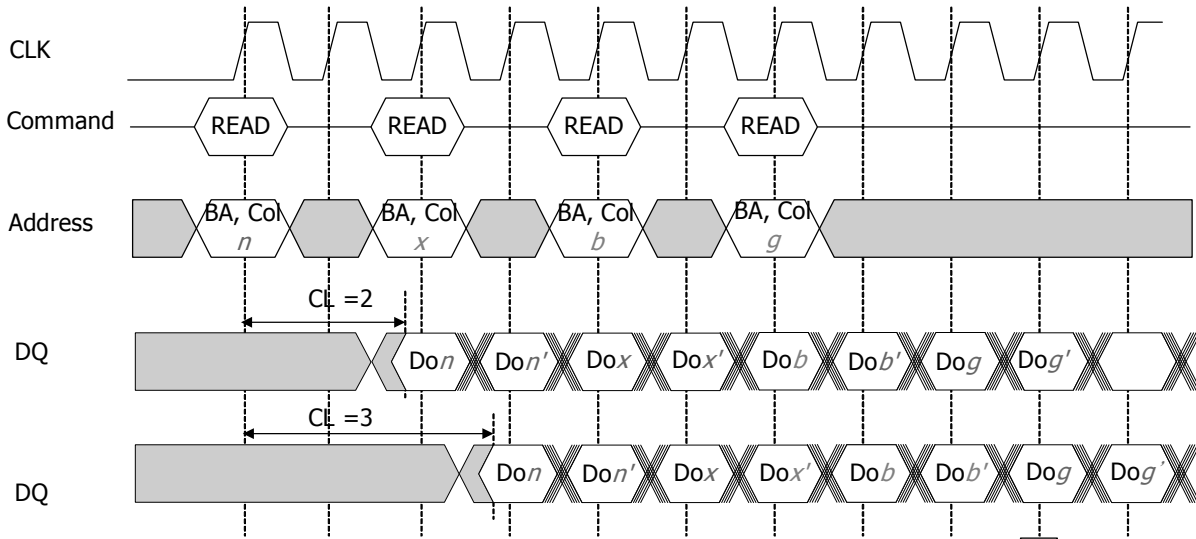 CLK
Command READ READ READ READ
Address BA, Col BA, Col BA, Col BA, Col
n x b g
CL =2
DQ Don Don' Dox Dox' Dob Dob' Dog Dog'
CL =3
DQ Don Don' Dox Dox' Dob Dob' Dog Dog'